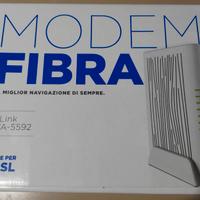 MODEM
FIBRA
MIGLIOR NAVIGAZIONE DI SEMPRE.
Link
A-5592
E PER
SL